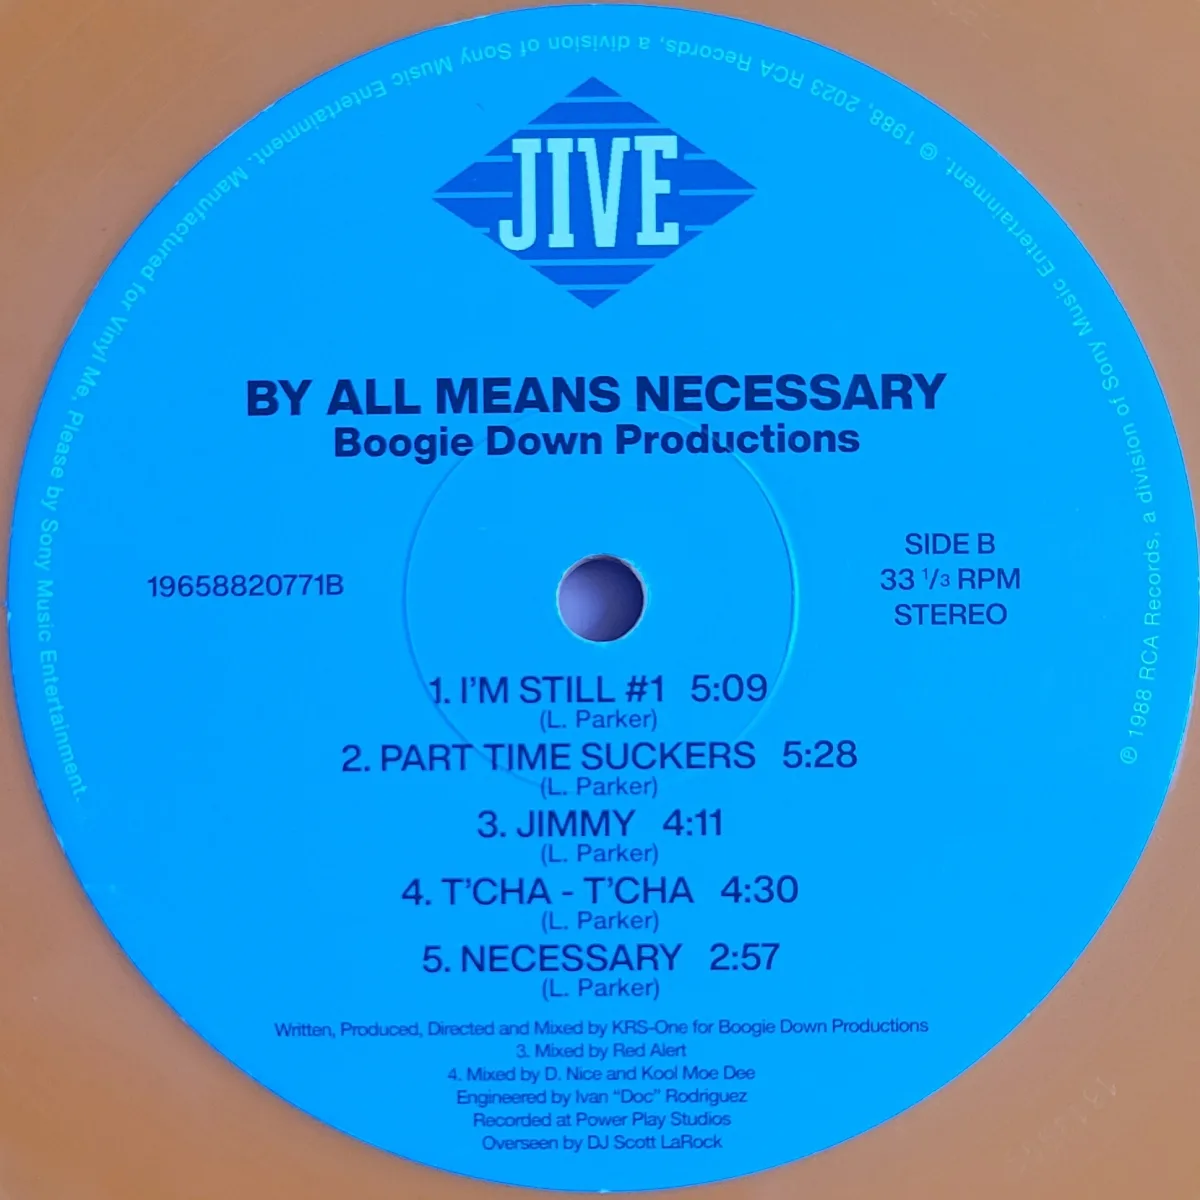 JIVE
BY ALL MEANS NECESSARY
Boogie Down Productions
19658820771B
SIDE B
33 1/3 RPM
STEREO
1. I'M STILL #1 5:09
(L. Parker)
2. PART TIME SUCKERS 5:28
(L. Parker)
3. JIMMY 4:11
(L. Parker)
4. T'CHA - T'CHA 4:30
(L. Parker)
5. NECESSARY 2:57
(L. Parker)
Written, Produced, Directed and Mixed by KRS-One for Boogie Down Productions
3. Mixed by Red Alert
4. Mixed by D. Nice and Kool Moe Dee
Engineered by Ivan “Doc” Rodriguez
Recorded at Power Play Studios
Overseen by DJ Scott LaRock
℗ 1988 RCA Records, a division of Sony Music Entertainment. © 1988, 2023 RCA Records, a division of Sony Music Entertainment. Manufactured for Vinyl Me, Please by Sony Music Entertainment.